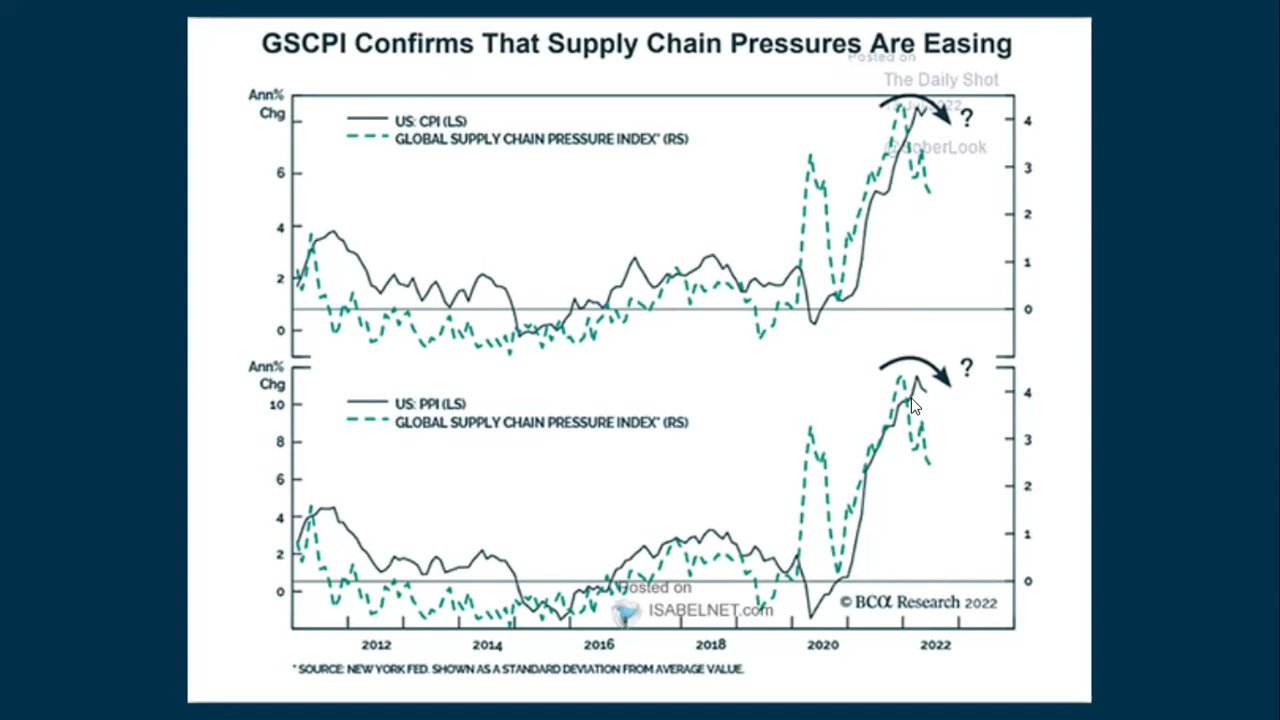 GSCPI Confirms That Supply Chain Pressures Are Easing
Posted on
The Daily Shot
@SoberLook
Ann%
Chg
US: CPI (LS)
GLOBAL SUPPLY CHAIN PRESSURE INDEX* (RS)
?
6
4
2
0
4
3
2
1
0
Ann%
Chg
US: PPI (LS)
GLOBAL SUPPLY CHAIN PRESSURE INDEX* (RS)
?
10
8
6
4
2
0
4
3
2
1
0
Posted on
ISABELNET.com
© BCα Research 2022
2012 2014 2016 2018 2020 2022
* SOURCE: NEW YORK FED. SHOWN AS A STANDARD DEVIATION FROM AVERAGE VALUE.